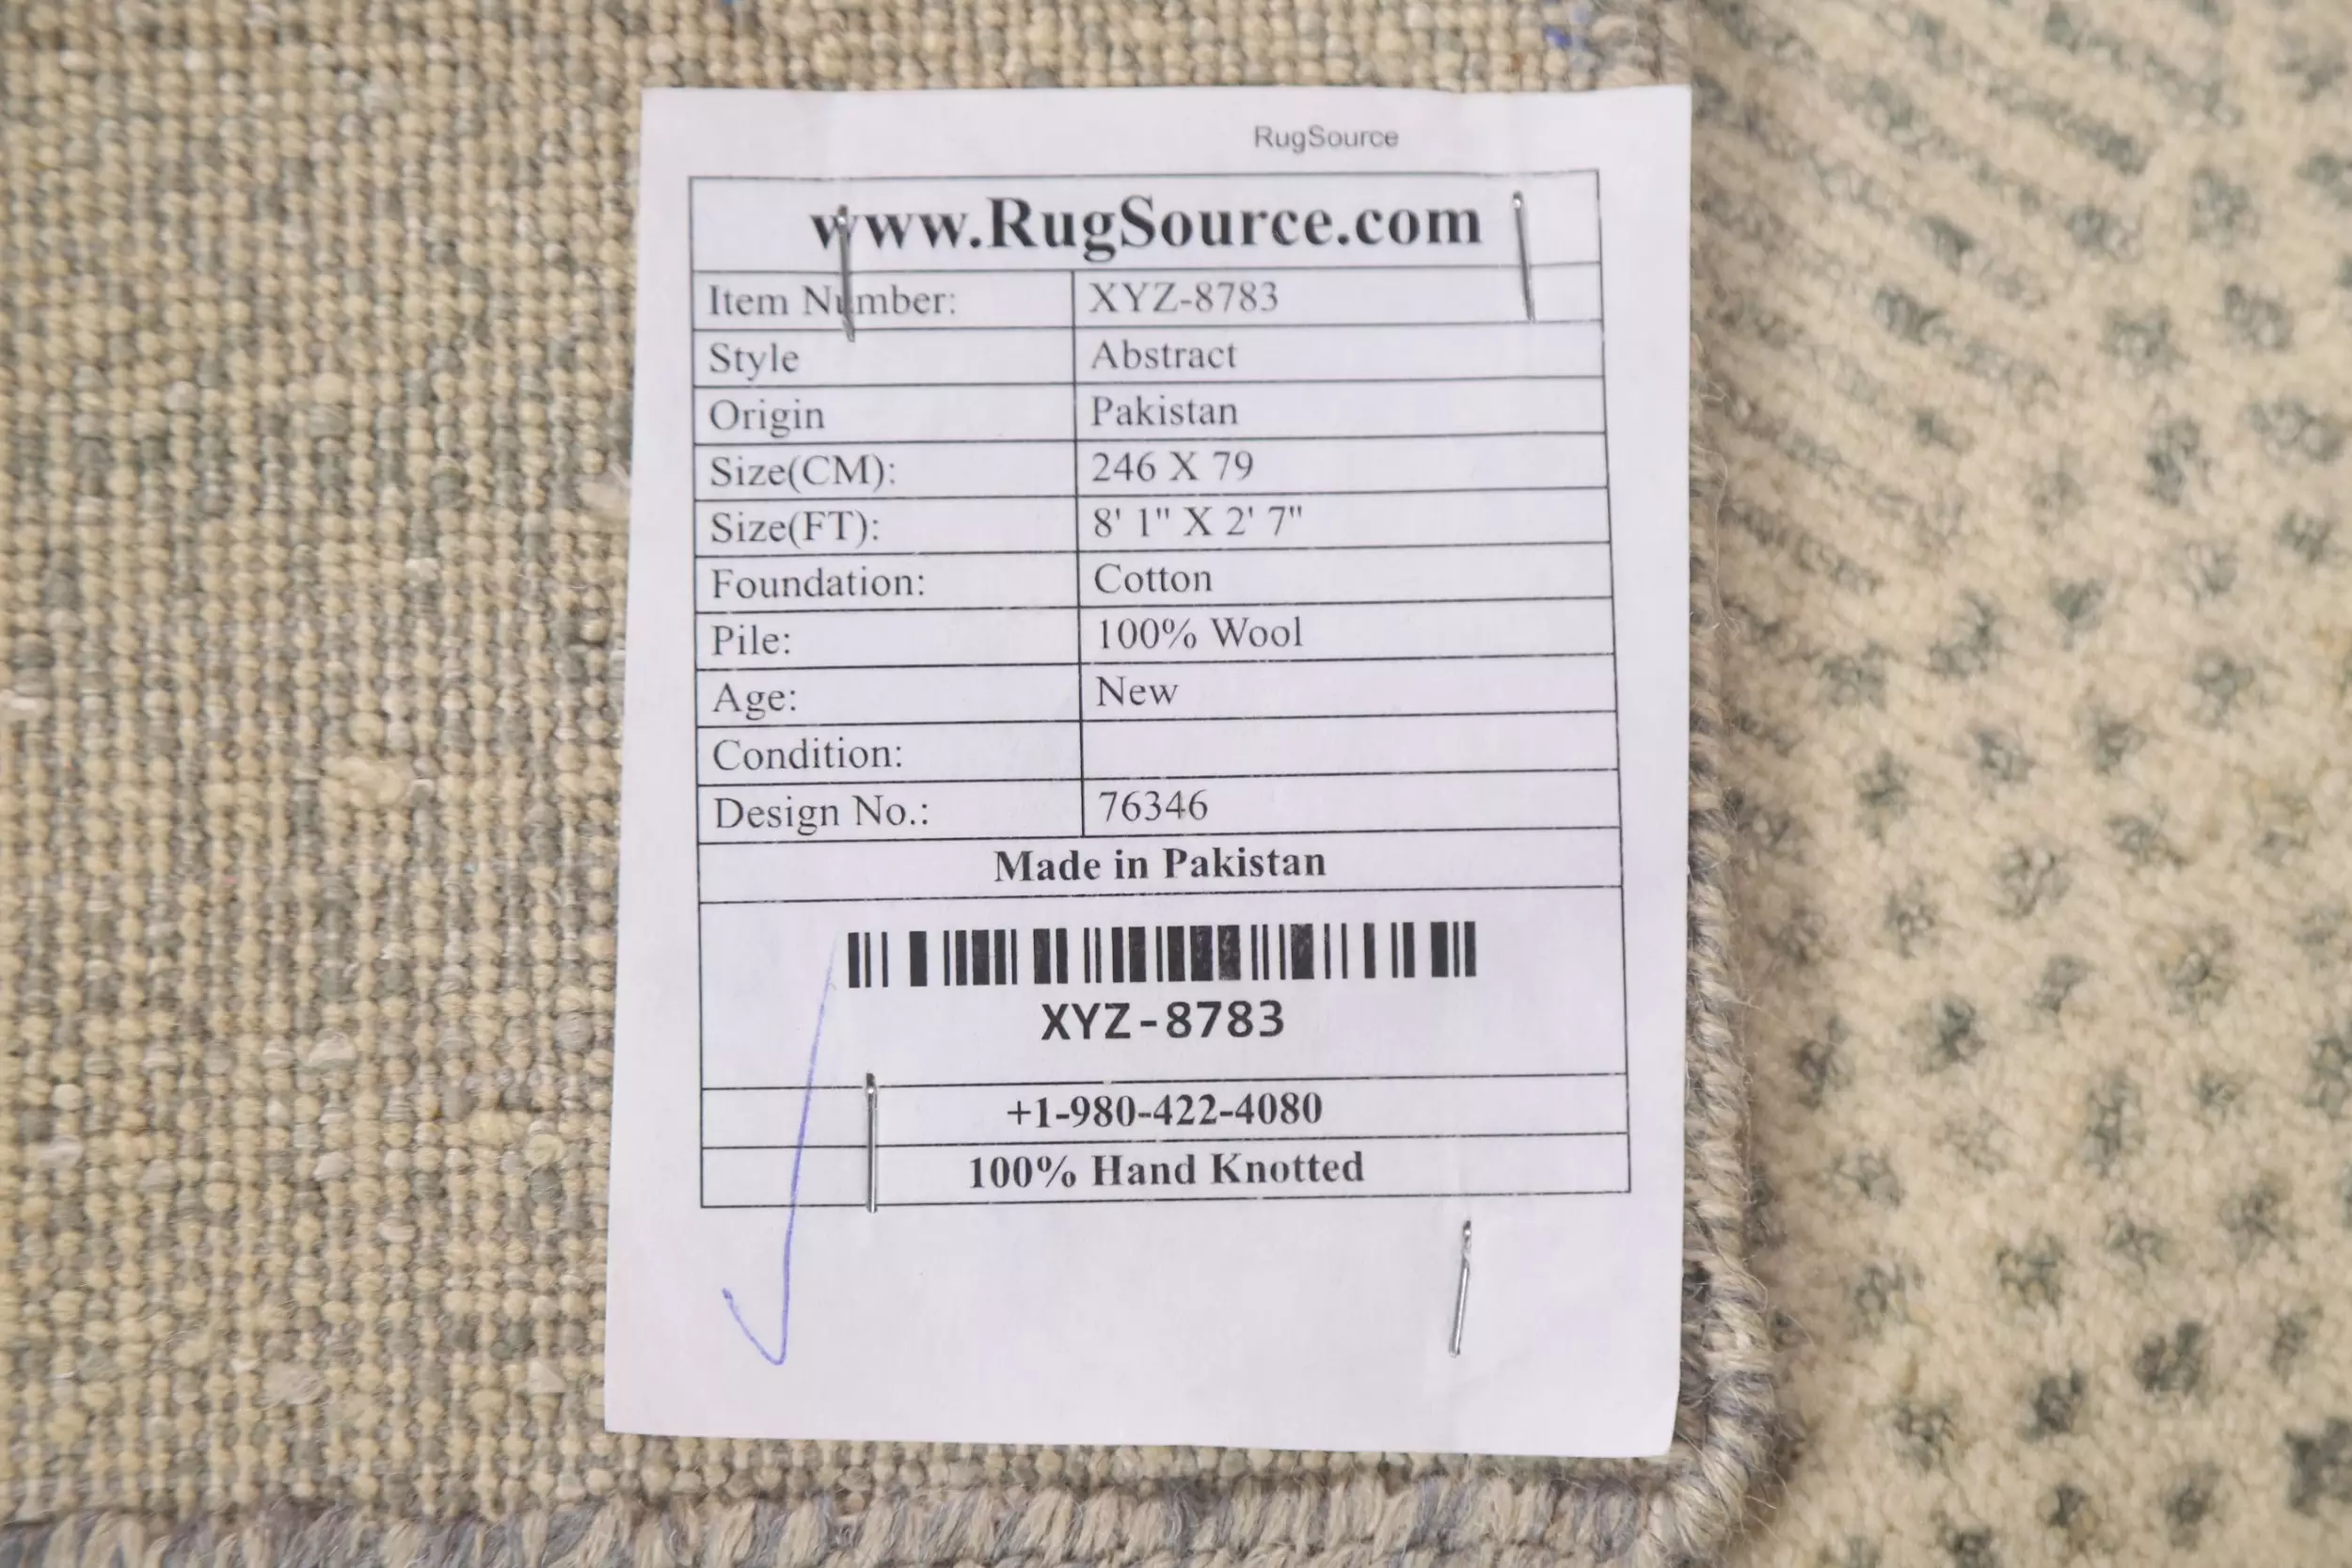 RugSource
www.RugSource.com
Item Number: XYZ-8783
Style Abstract
Origin Pakistan
Size(CM): 246 X 79
Size(FT): 8' 1" X 2' 7"
Foundation: Cotton
Pile: 100% Wool
Age: New
Condition:
Design No.: 76346
Made in Pakistan
XYZ-8783
+1-980-422-4080
100% Hand Knotted